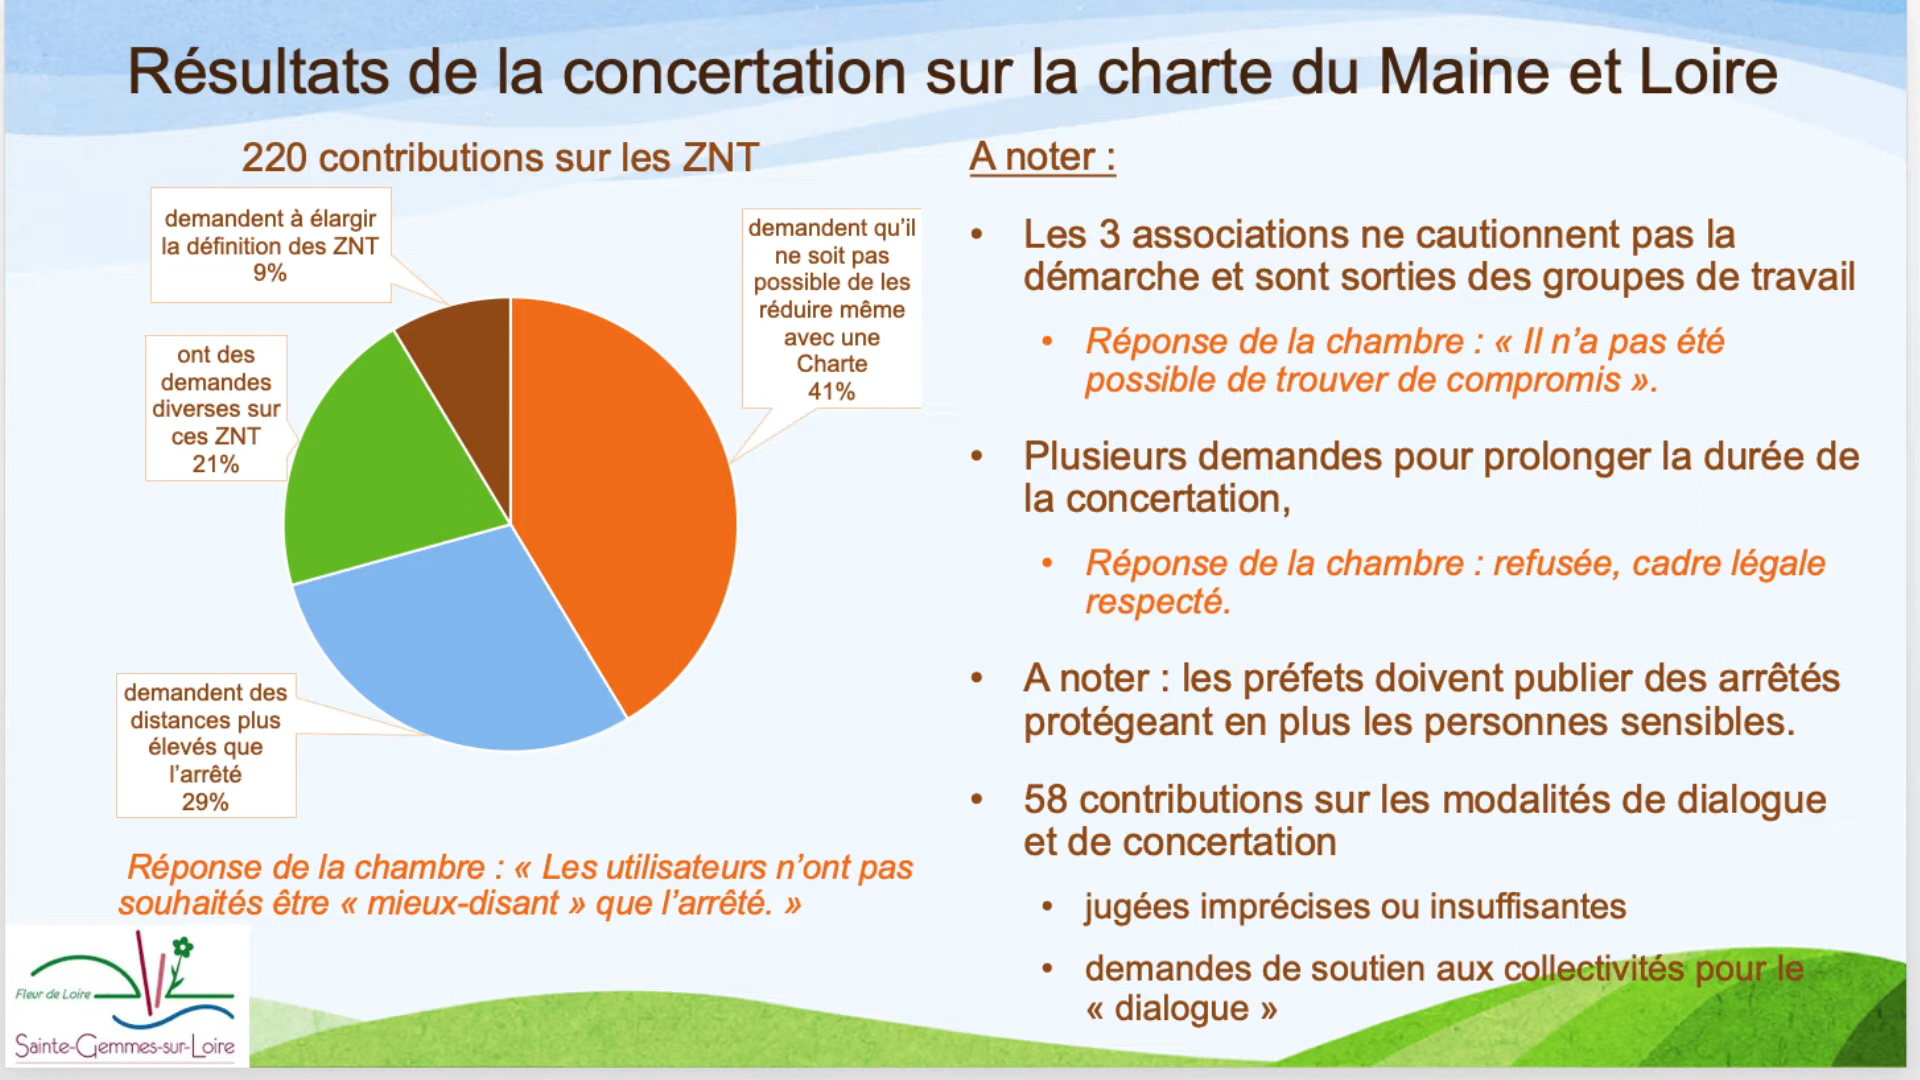 Résultats de la concertation sur la charte du Maine et Loire
220 contributions sur les ZNT
demandent à élargir
la définition des ZNT
9%
demandent qu’il
ne soit pas
possible de les
réduire même
avec une
Charte
41%
ont des
demandes
diverses sur
ces ZNT
21%
demandent des
distances plus
élevés que
l’arrêté
29%
Réponse de la chambre : « Les utilisateurs n’ont pas
souhaités être « mieux-disant » que l’arrêté. »
A noter :
• Les 3 associations ne cautionnent pas la
démarche et sont sorties des groupes de travail
• Réponse de la chambre : « Il n’a pas été
possible de trouver de compromis ».
• Plusieurs demandes pour prolonger la durée de
la concertation,
• Réponse de la chambre : refusée, cadre légale
respecté.
• A noter : les préfets doivent publier des arrêtés
protégeant en plus les personnes sensibles.
• 58 contributions sur les modalités de dialogue
et de concertation
• jugées imprécises ou insuffisantes
• demandes de soutien aux collectivités pour le
« dialogue »
Fleur de Loire
Sainte-Gemmes-sur-Loire